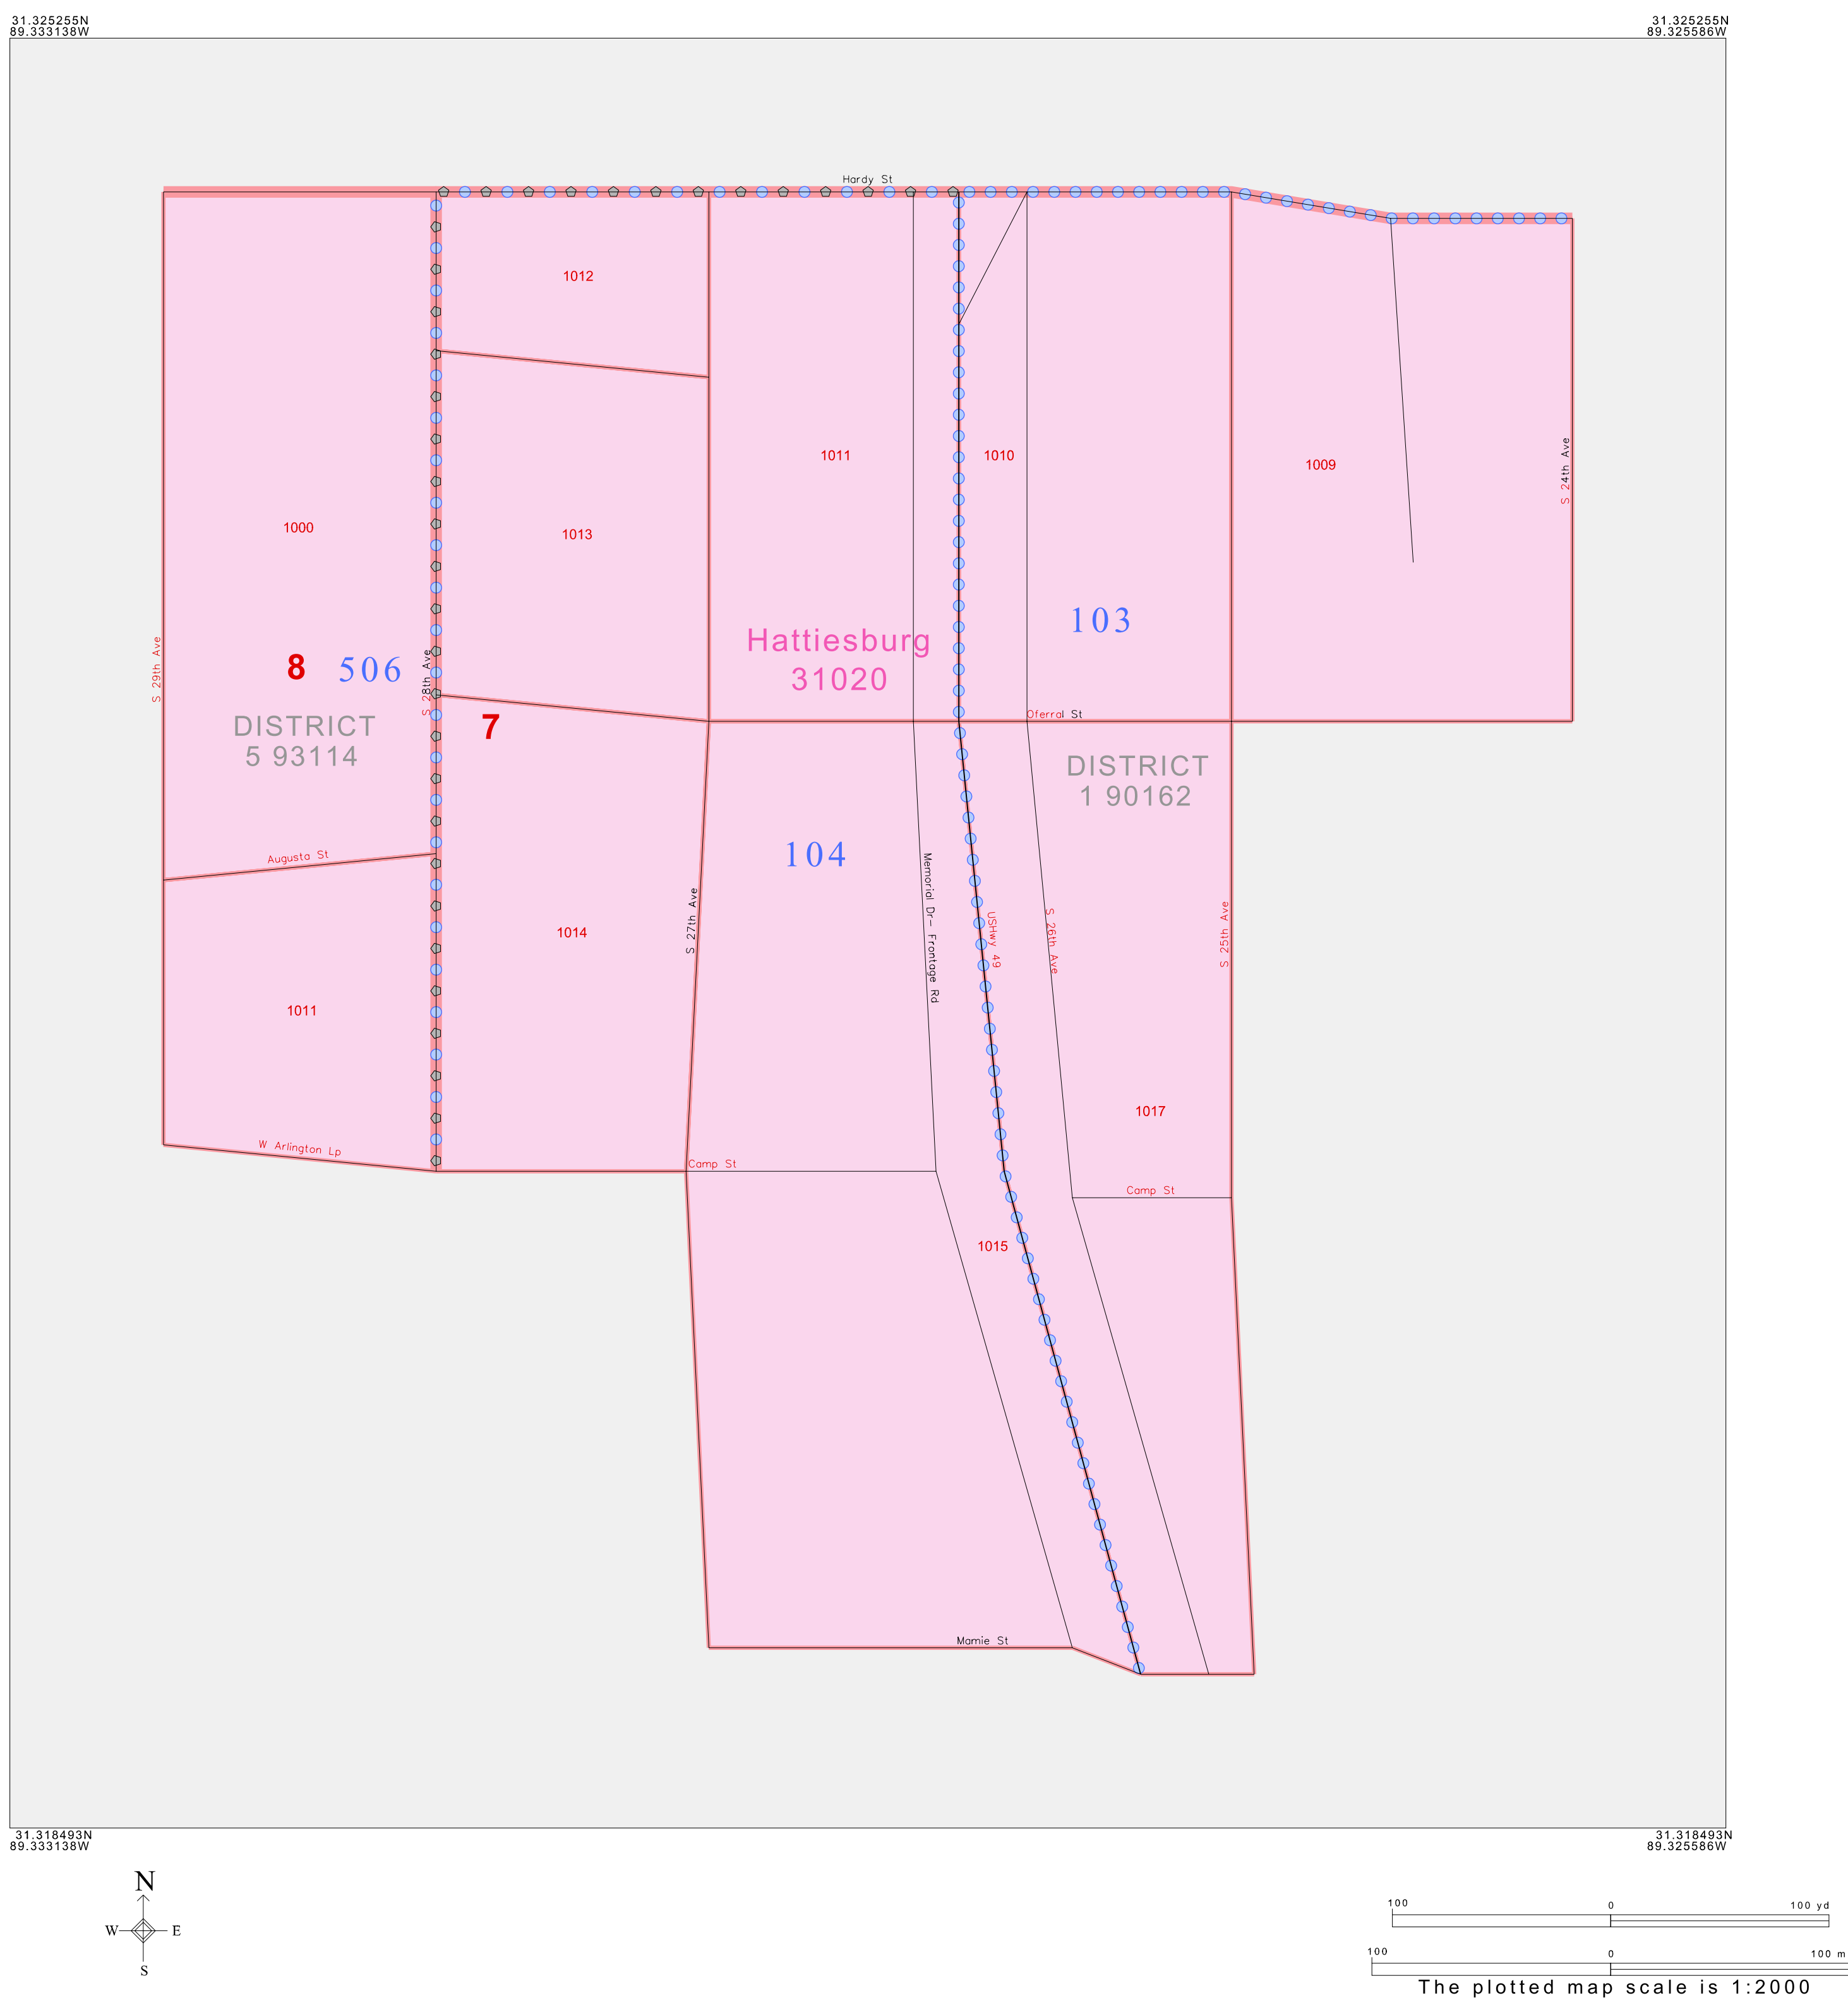 31.325255N
89.333138W
31.325255N
89.325586W
Hardy St
1012
1011
1010
1009
S 24th Ave
1000
1013
103
Hattiesburg
31020
S 29th Ave
8
506
S 28th Ave
7
Oferral St
DISTRICT
5 93114
DISTRICT
1 90162
104
Augusta St
Memorial Dr- Frontage Rd
S 27th Ave
1014
USHwy 49
S 26th Ave
S 25th Ave
1011
1017
W Arlington Lp
Camp St
Camp St
1015
Mamie St
31.318493N
89.333138W
31.318493N
89.325586W
N
W E
S
100 0 100 yd
100 0 100 m
The plotted map scale is 1:2000